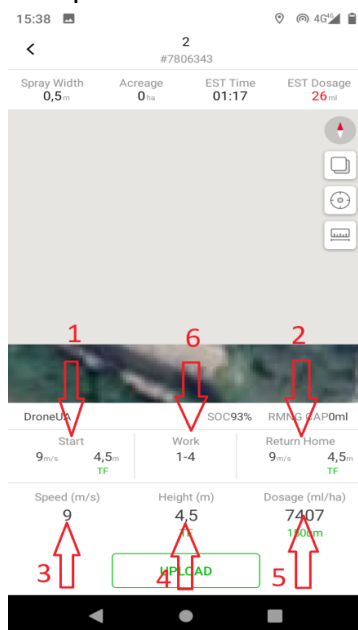 15:38 4G
2
#7806343
Spray Width Acreage EST Time EST Dosage
0,5m 0ha 01:17 26ml
1 6 2
DroneUA SOC93% RMNG CAP0ml
Start Work Return Home
9m/s 4,5m 1-4 9m/s 4,5m
TF TF
Speed (m/s) Height (m) Dosage (ml/ha)
9 4,5 7407
TF 150cm
3 4 5
UPLOAD